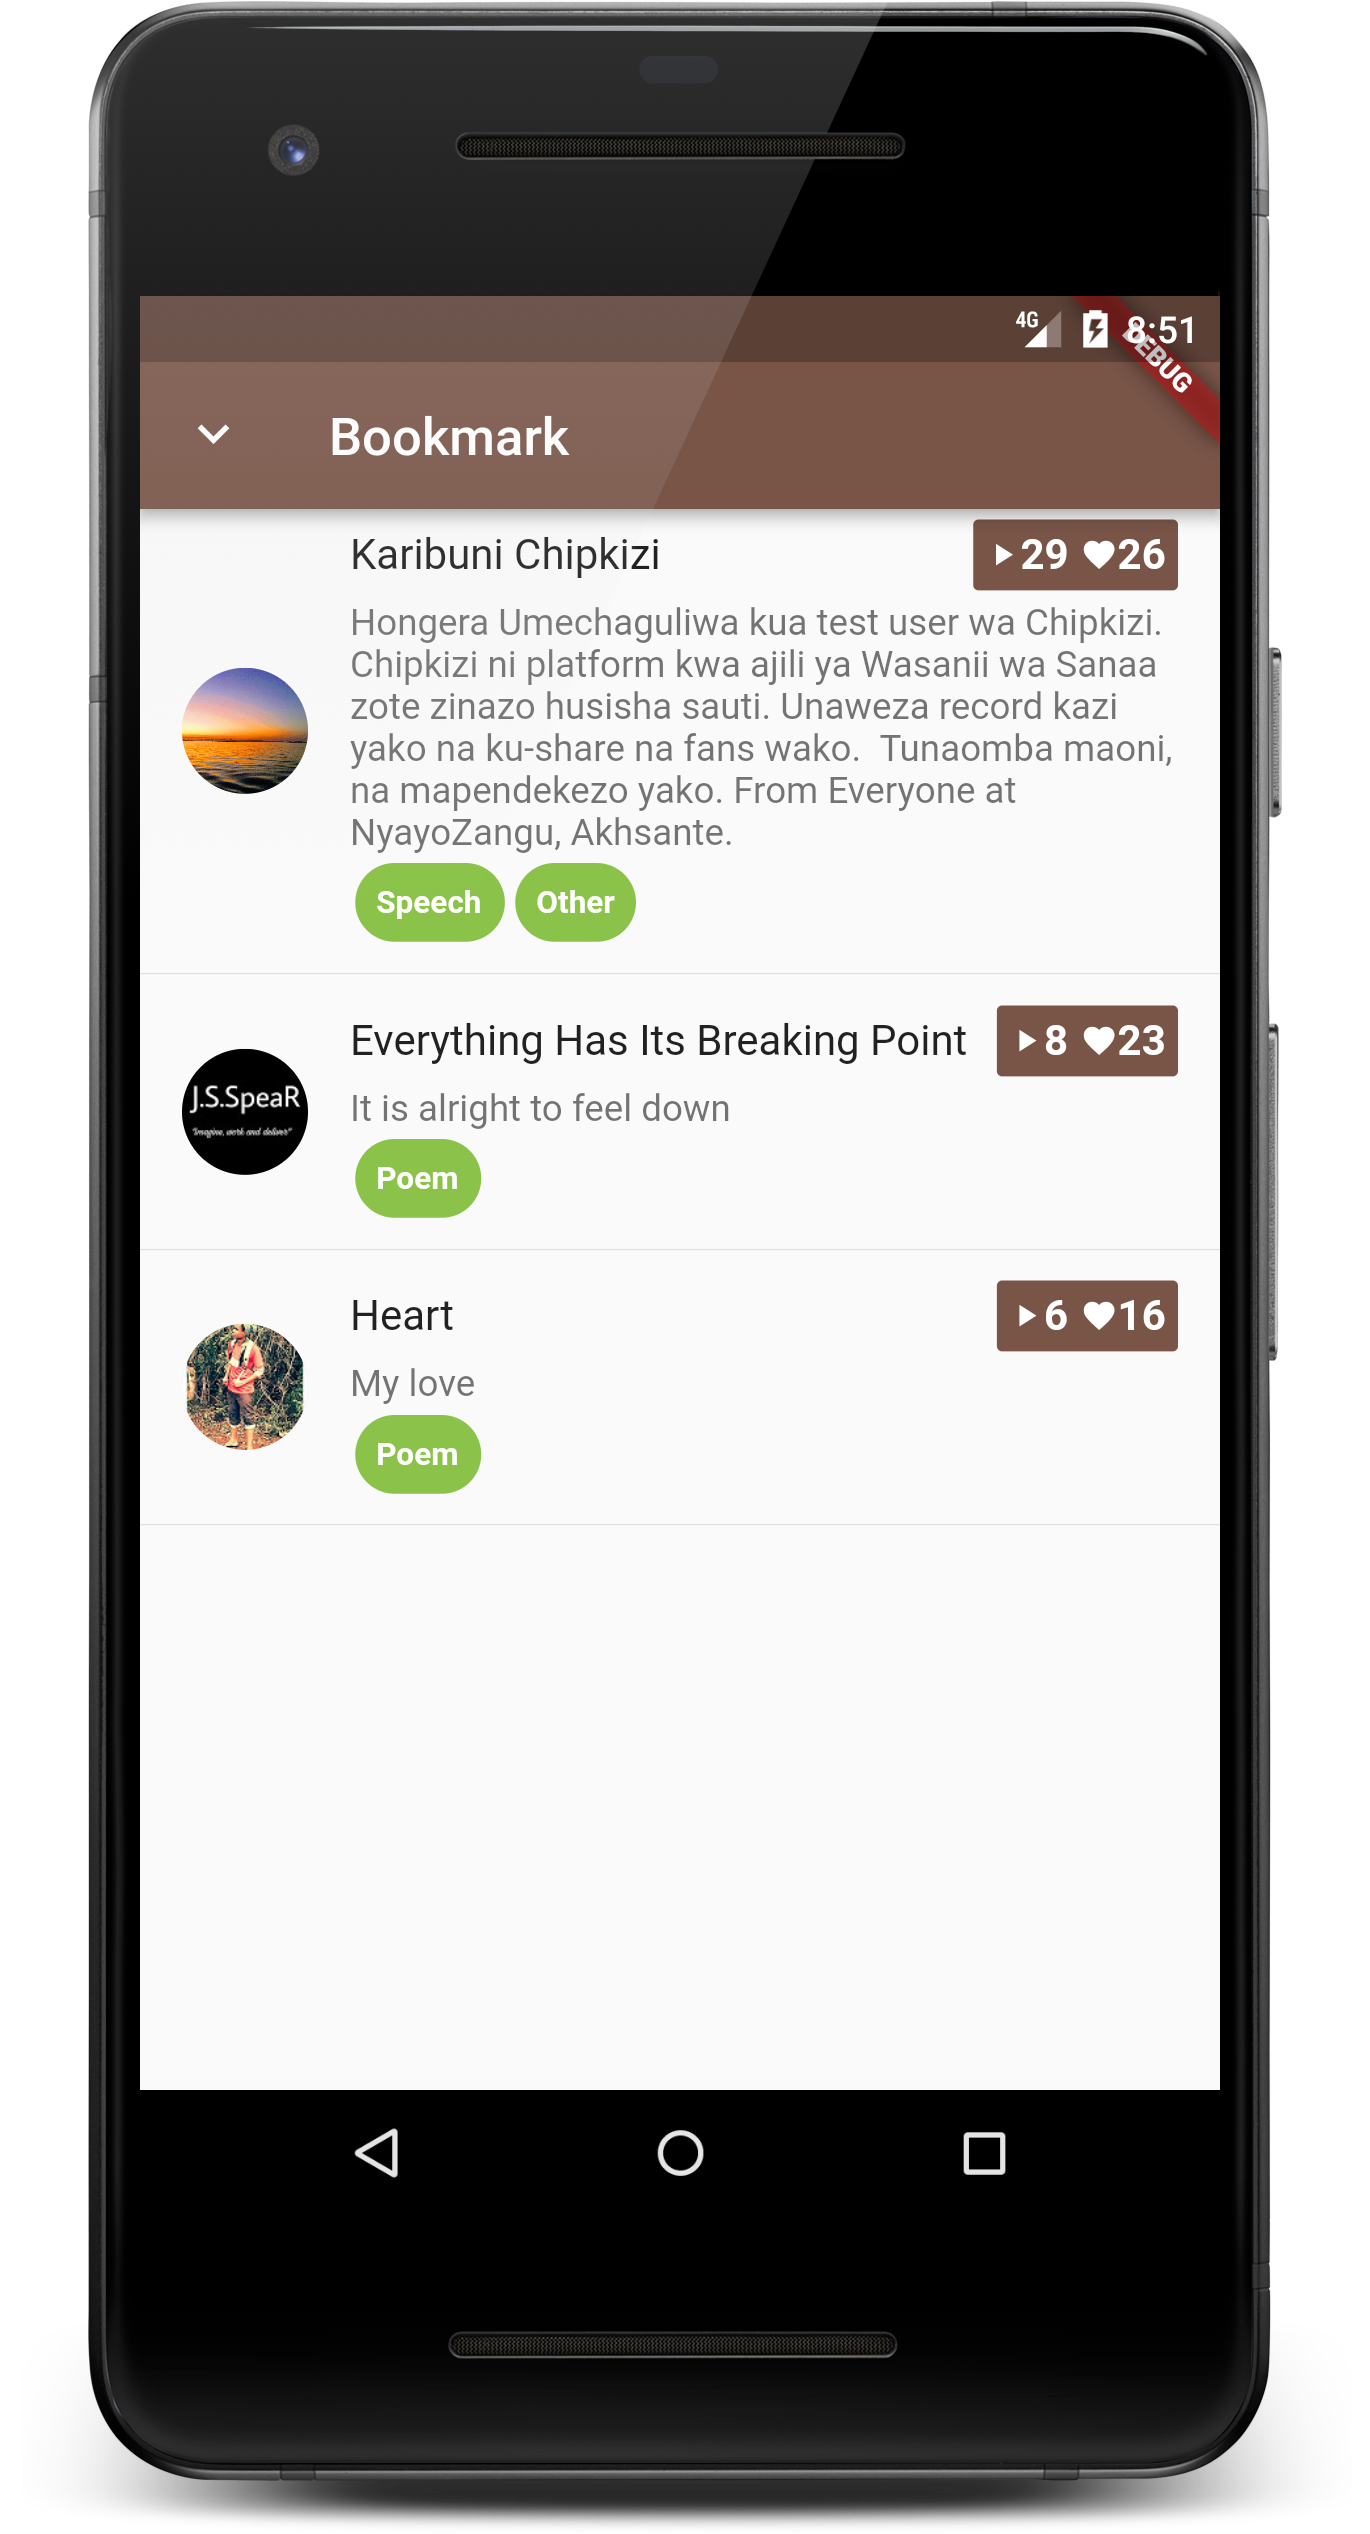 4G 8:51
DEBUG
Bookmark
Karibuni Chipkizi 29 26
Hongera Umechaguliwa kua test user wa Chipkizi.
Chipkizi ni platform kwa ajili ya Wasanii wa Sanaa
zote zinazo husisha sauti. Unaweza record kazi
yako na ku-share na fans wako.  Tunaomba maoni,
na mapendekezo yako. From Everyone at
NyayoZangu, Akhsante.
Speech Other
Everything Has Its Breaking Point 8 23
J.S.SpeaR
"Imagine, work and deliver"
It is alright to feel down
Poem
Heart 6 16
My love
Poem